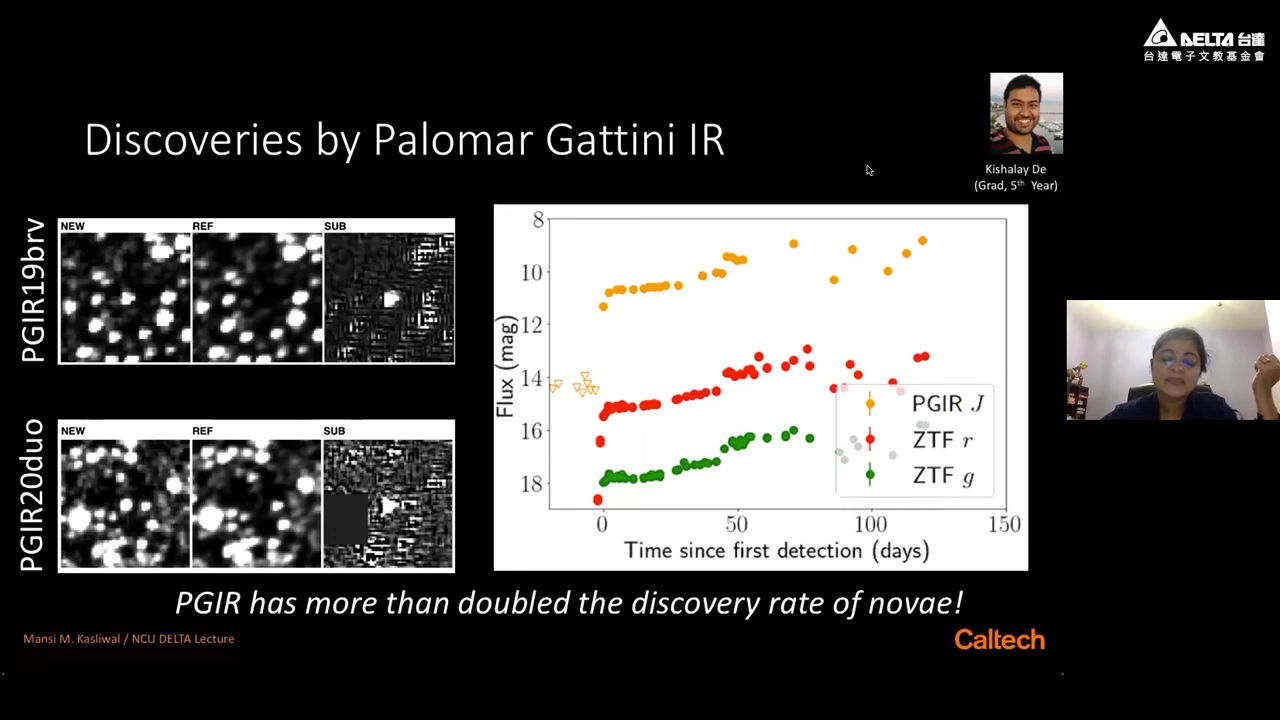 DELTA 台達
台達電子文教基金會
Discoveries by Palomar Gattini IR
Kishalay De
(Grad, 5th Year)
PGIR19brv
NEW REF SUB
PGIR20duo
NEW REF SUB
Flux (mag)
8
10
12
14
16
18
0 50 100 150
Time since first detection (days)
PGIR J
ZTF r
ZTF g
PGIR has more than doubled the discovery rate of novae!
Mansi M. Kasliwal / NCU DELTA Lecture
Caltech